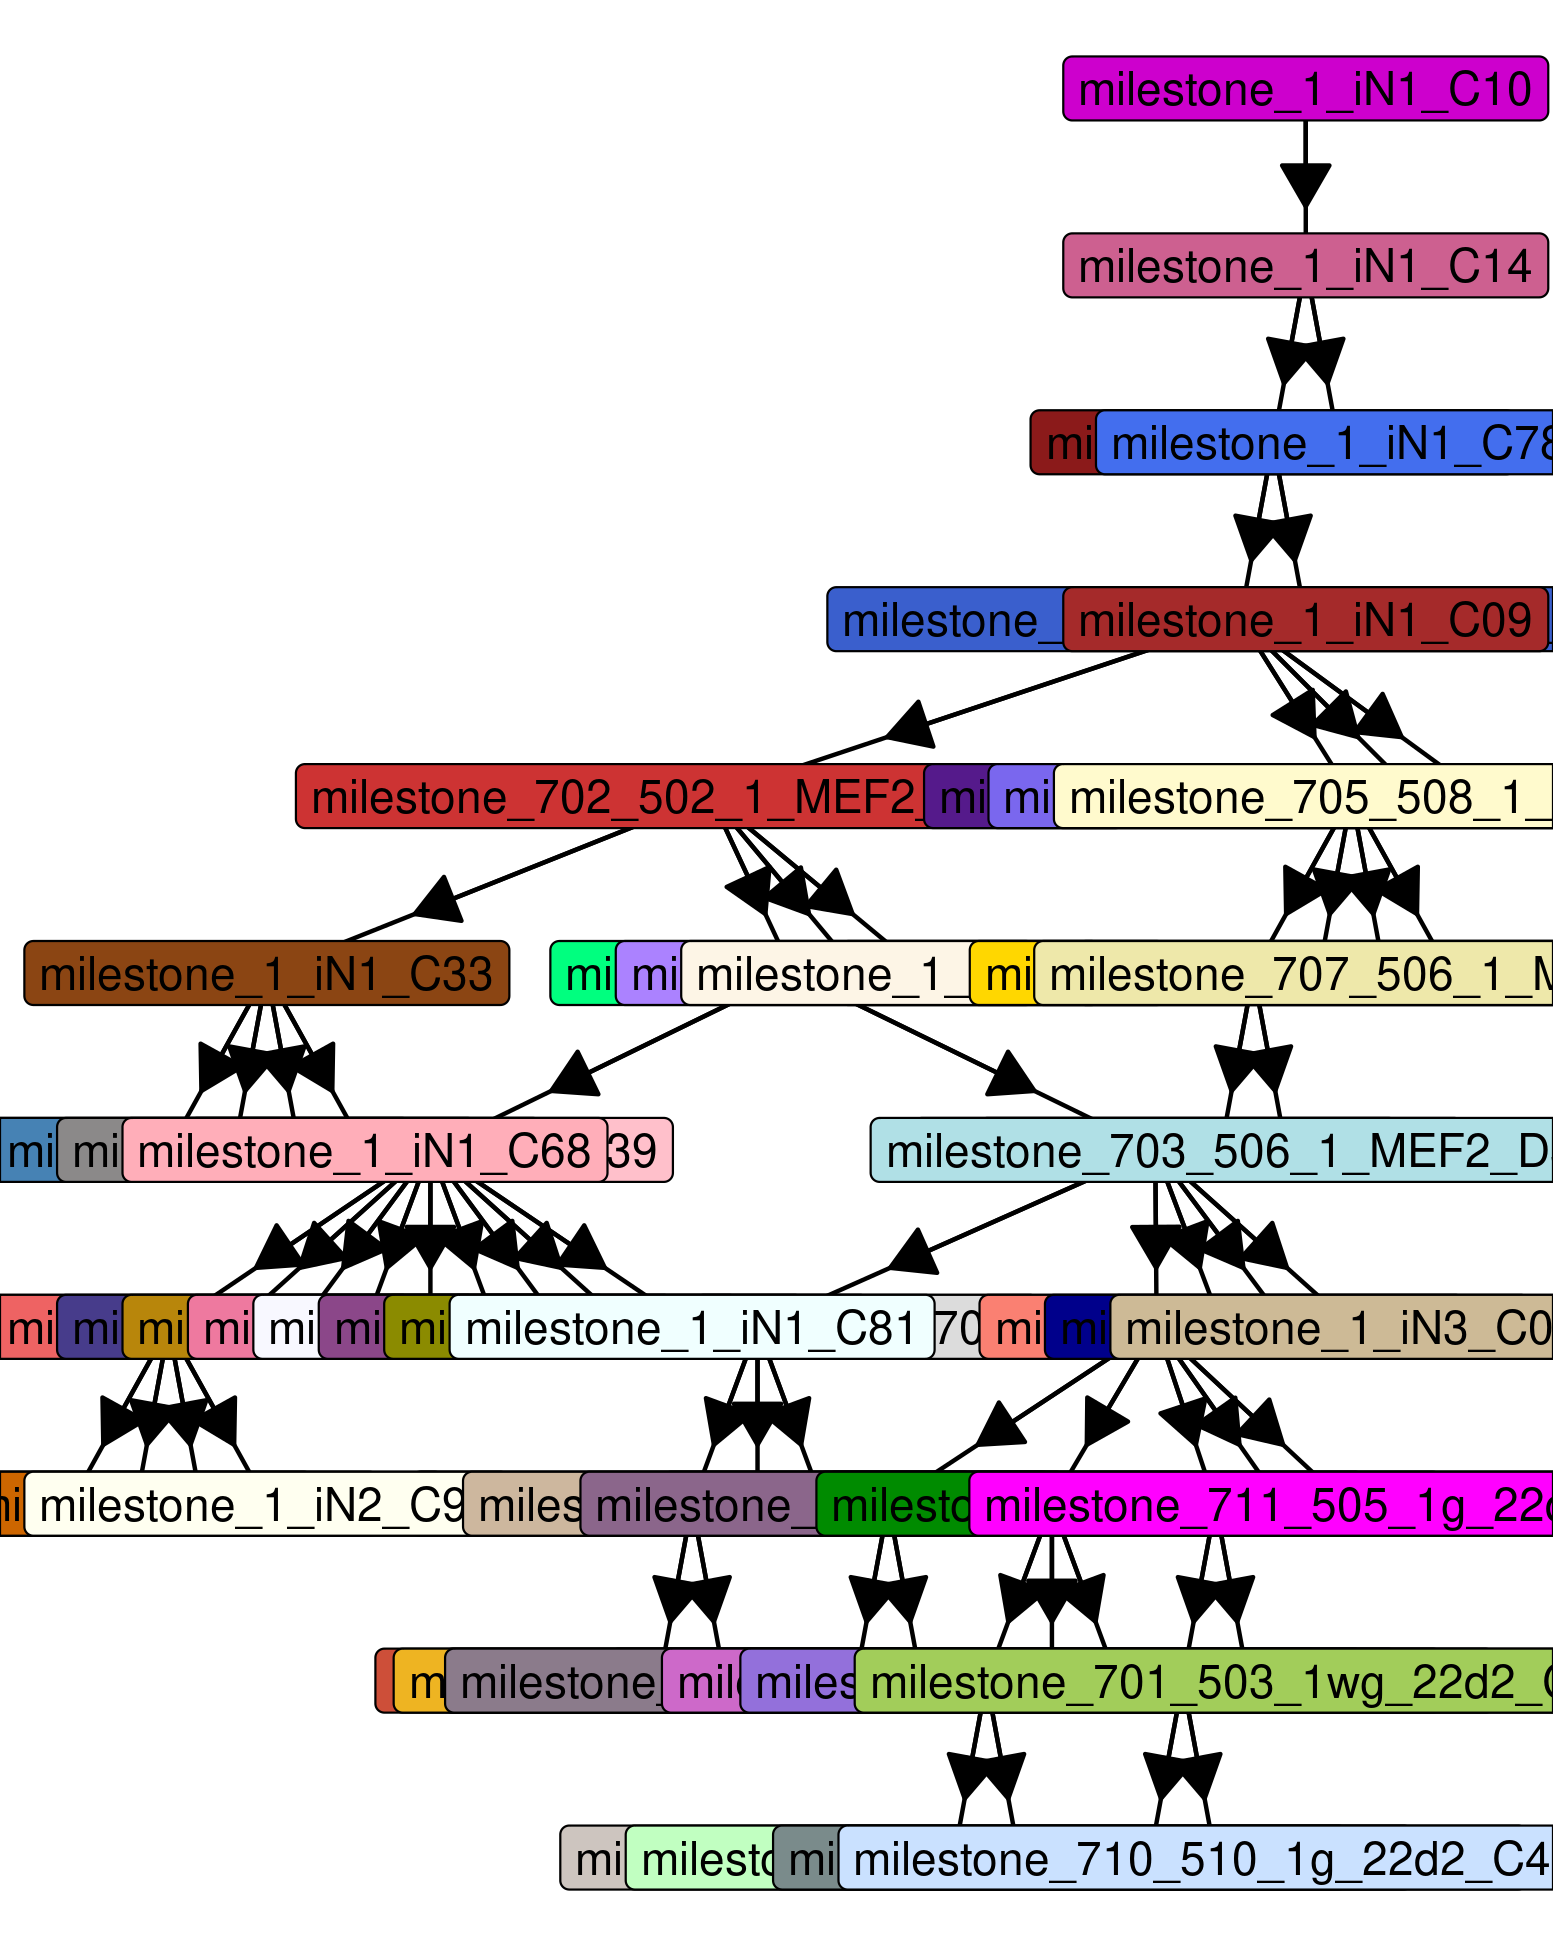 milestone_1_iN1_C10
milestone_1_iN1_C14
mi milestone_1_iN1_C78
milestone_ milestone_1_iN1_C09
milestone_702_502_1_MEF2_ mi mi milestone_705_508_1_
milestone_1_iN1_C33 mi mi milestone_1_ mi milestone_707_506_1_M
mi mi milestone_1_iN1_C68 39 milestone_703_506_1_MEF2_D
mi mi mi mi mi mi mi milestone_1_iN1_C81 70 mi mi milestone_1_iN3_C0
mi milestone_1_iN2_C9 miles milestone_ milesto milestone_711_505_1g_22d
m milestone_ mil miles milestone_701_503_1wg_22d2_C
mi milesto mi milestone_710_510_1g_22d2_C4